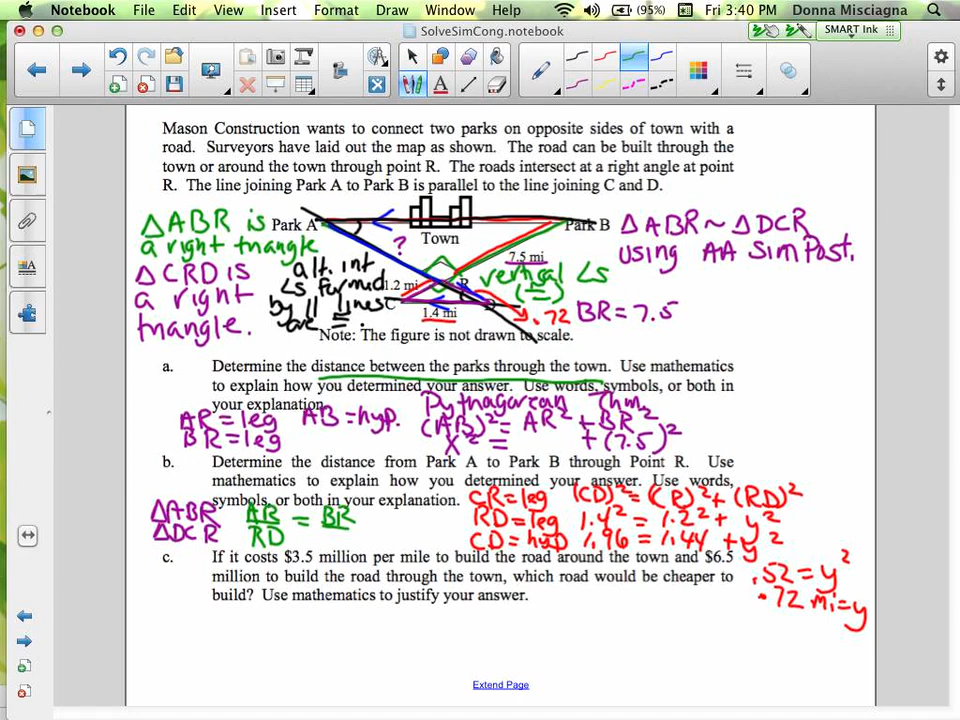 Notebook File Edit View Insert Format Draw Window Help (95%) Fri 3:40 PM Donna Misciagna
SolveSimCong.notebook
SMART Ink
Mason Construction wants to connect two parks on opposite sides of town with a
road. Surveyors have laid out the map as shown. The road can be built through the
town or around the town through point R. The roads intersect at a right angle at point
R. The line joining Park A to Park B is parallel to the line joining C and D.
△ABR is
a right triangle
△CRD is
a right
triangle.
Park A
Park B
Town
?
7.5 mi
alt. int
∠s formed
by || lines
are ≅.
1.2 mi
R
C
D
1.4 mi
vertical ∠s
(≅)
.72
BR = 7.5
△ABR ~ △DCR
using AA Sim Post.
Note: The figure is not drawn to scale.
a. Determine the distance between the parks through the town. Use mathematics
to explain how you determined your answer. Use words, symbols, or both in
your explanation.
AR = leg AB = hyp. Pythagorean Thm
BR = leg (AB)² = AR² + BR²
x² = + (7.5)²
b. Determine the distance from Park A to Park B through Point R. Use
mathematics to explain how you determined your answer. Use words,
symbols, or both in your explanation.
△ABR
△DCR
AB/RD = BR
CR = leg (CD)² = (CR)² + (RD)²
RD = leg 1.4² = 1.2² + y²
CD = hyp 1.96 = 1.44 + y²
.52 = y²
.72 mi = y
c. If it costs $3.5 million per mile to build the road around the town and $6.5
million to build the road through the town, which road would be cheaper to
build? Use mathematics to justify your answer.
Extend Page